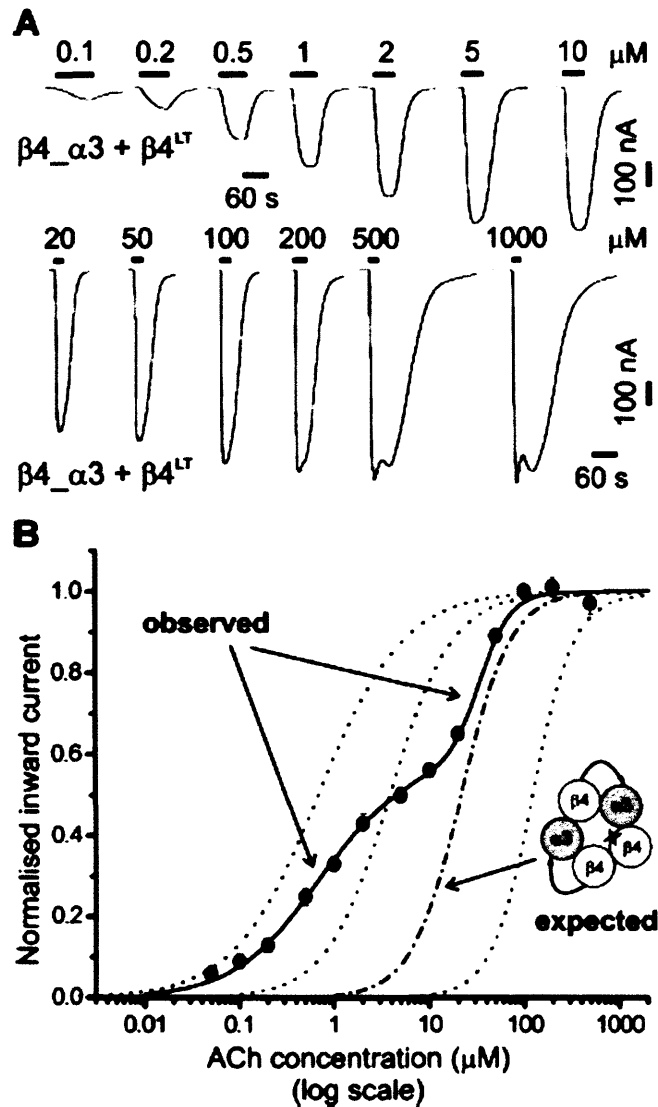 A
0.1 0.2 0.5 1 2 5 10 μM
β4_α3 + β4LT
60 s
100 nA
20 50 100 200 500 1000 μM
100 nA
β4_α3 + β4LT
60 s
B
observed
expected
β4
α3
α3
β4
β4
Normalised inward current
1.0
0.8
0.6
0.4
0.2
0.0
0.01 0.1 1 10 100 1000
ACh concentration (μM)
(log scale)